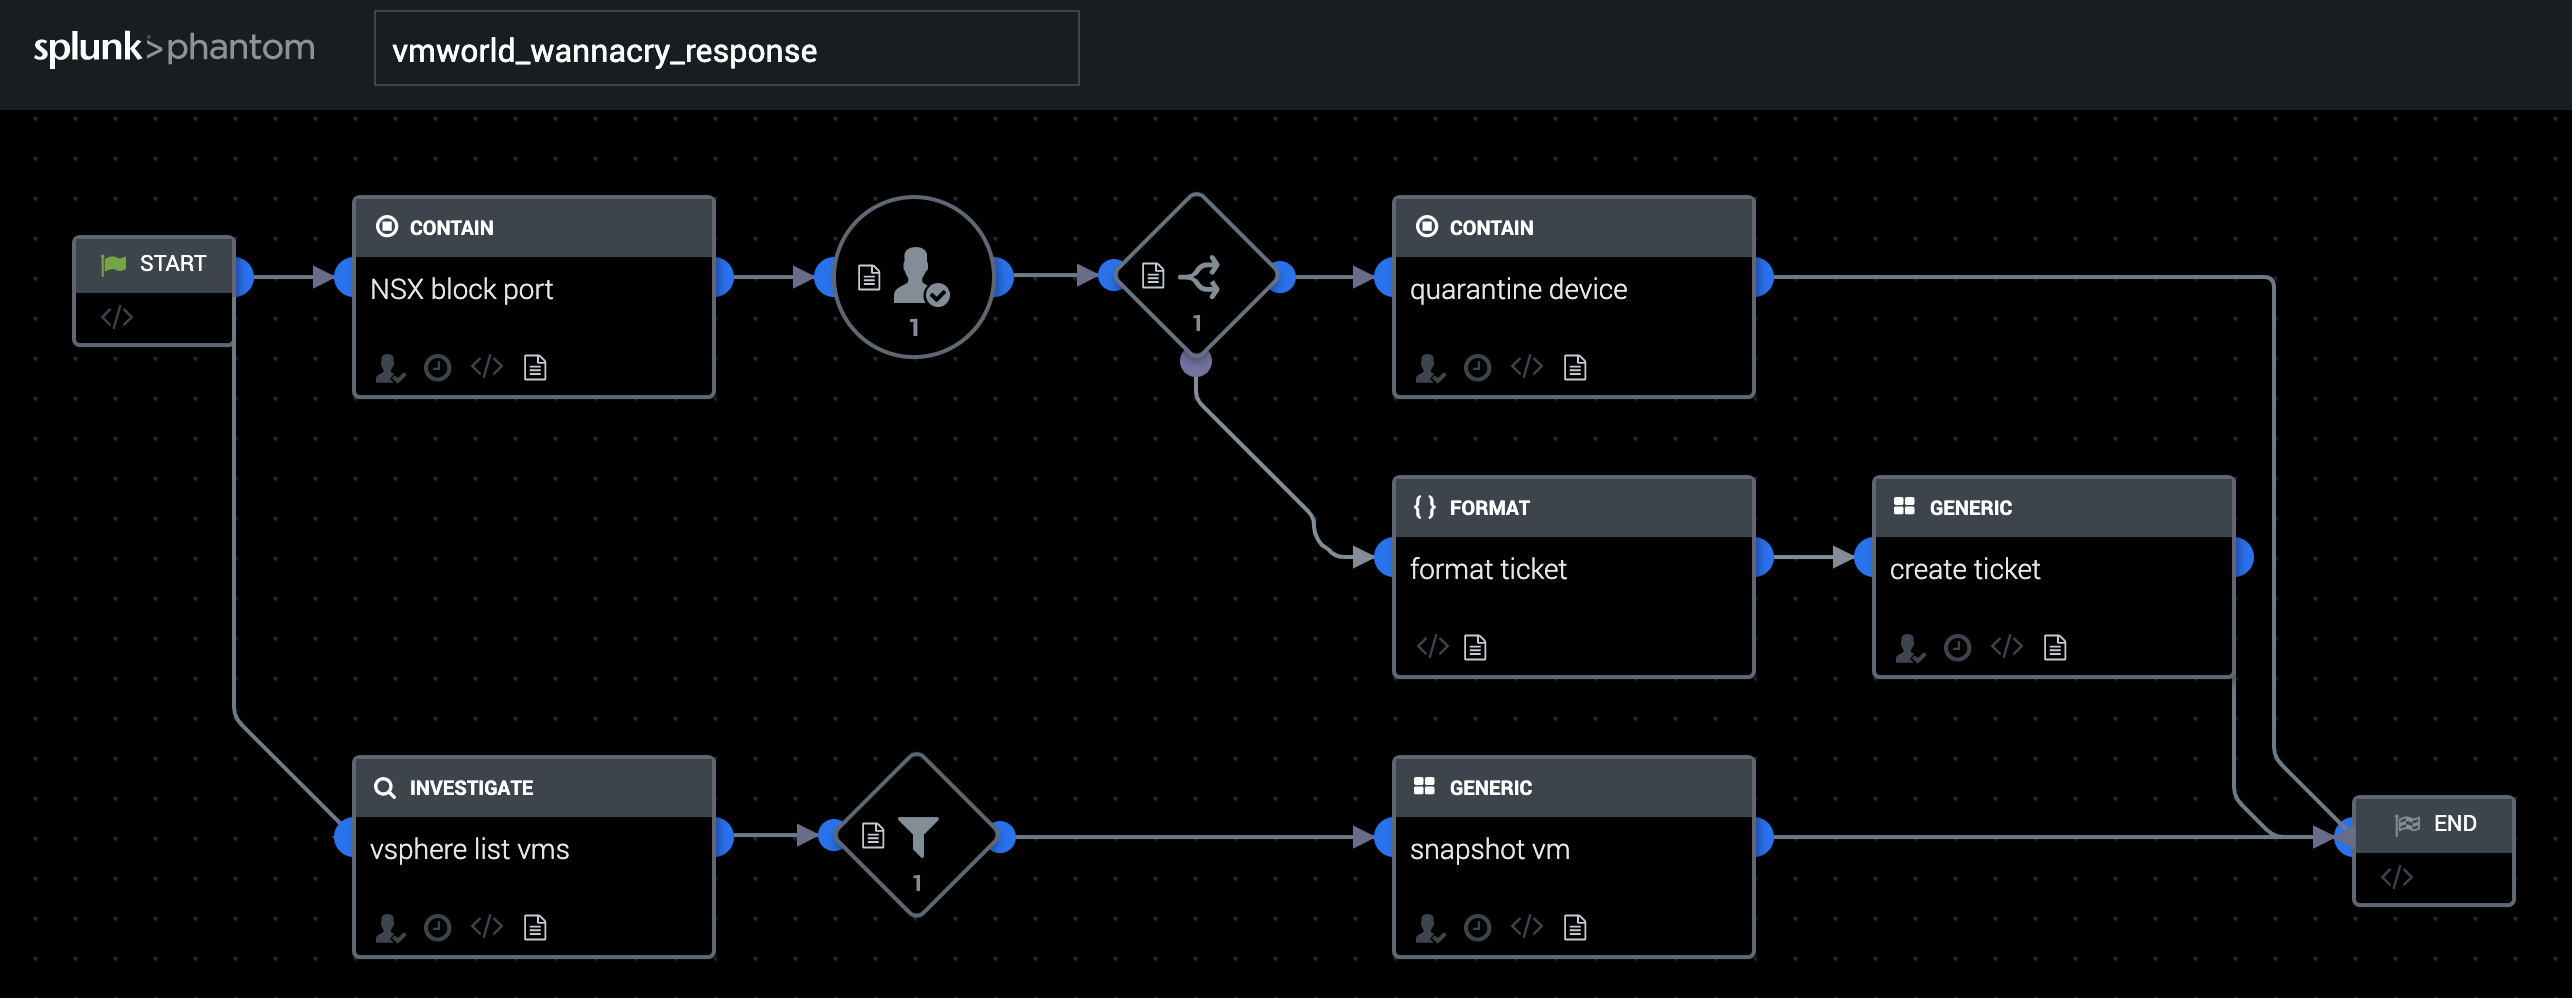 splunk>phantom
vmworld_wannacry_response
START
</>
CONTAIN
NSX block port
</>
1
1
CONTAIN
quarantine device
</>
FORMAT
format ticket
</>
GENERIC
create ticket
</>
INVESTIGATE
vsphere list vms
</>
1
GENERIC
snapshot vm
</>
END
</>